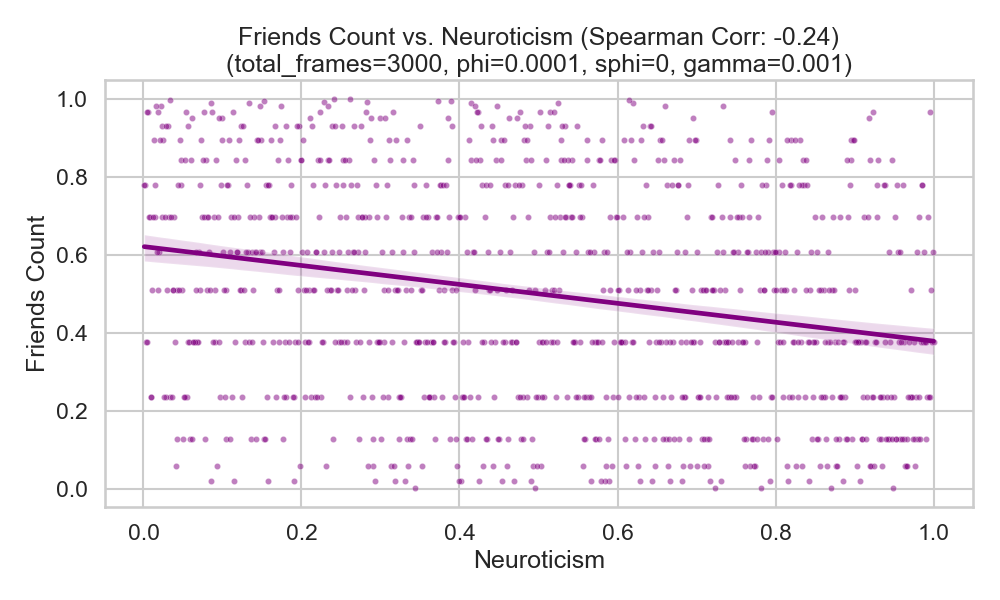 Friends Count vs. Neuroticism (Spearman Corr: -0.24)
(total_frames=3000, phi=0.0001, sphi=0, gamma=0.001)
Friends Count
1.0
0.8
0.6
0.4
0.2
0.0
0.0 0.2 0.4 0.6 0.8 1.0
Neuroticism